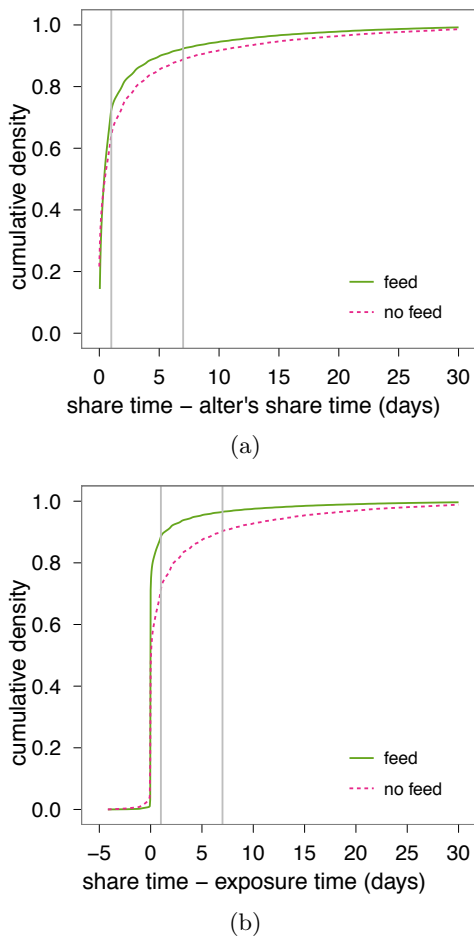 1.0
0.8
0.6
0.4
0.2
0.0
cumulative density
feed
no feed
0 5 10 15 20 25 30
share time − alter's share time (days)
(a)
1.0
0.8
0.6
0.4
0.2
0.0
cumulative density
feed
no feed
−5 0 5 10 15 20 25 30
share time − exposure time (days)
(b)